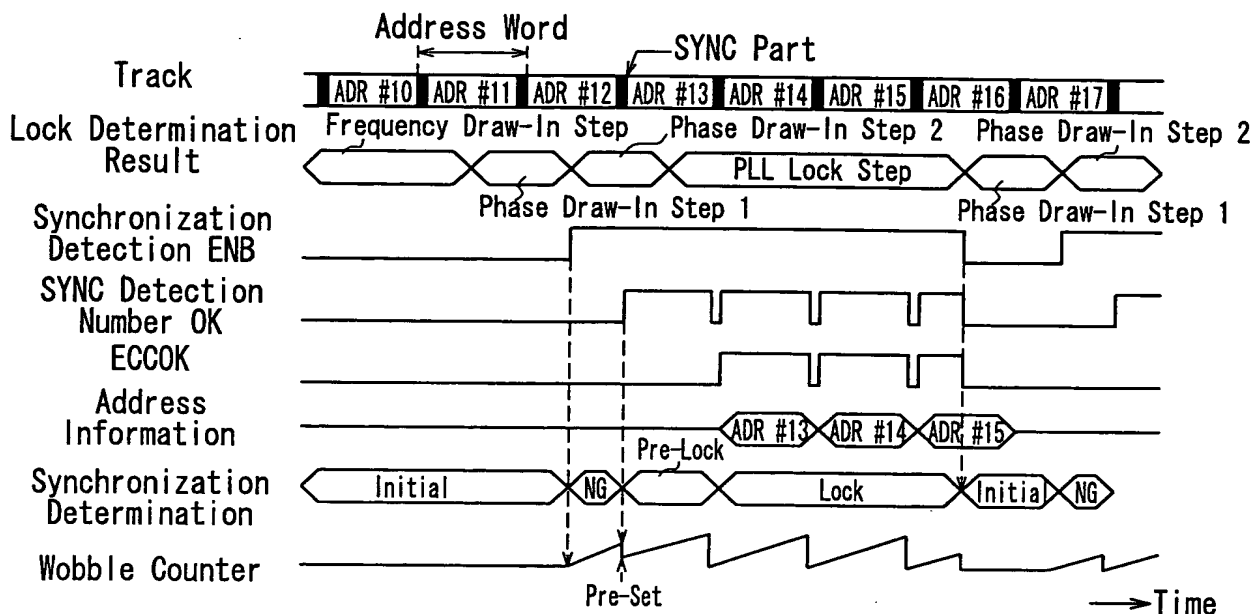 Address Word
SYNC Part
Track
ADR #10 ADR #11 ADR #12 ADR #13 ADR #14 ADR #15 ADR #16 ADR #17
Lock Determination
Result
Frequency Draw-In Step
Phase Draw-In Step 2
Phase Draw-In Step 2
PLL Lock Step
Phase Draw-In Step 1
Phase Draw-In Step 1
Synchronization
Detection ENB
SYNC Detection
Number OK
ECCOK
Address
Information
ADR #13 ADR #14 ADR #15
Pre-Lock
Synchronization
Determination
Initial NG Lock Initial NG
Wobble Counter
Pre-Set
Time